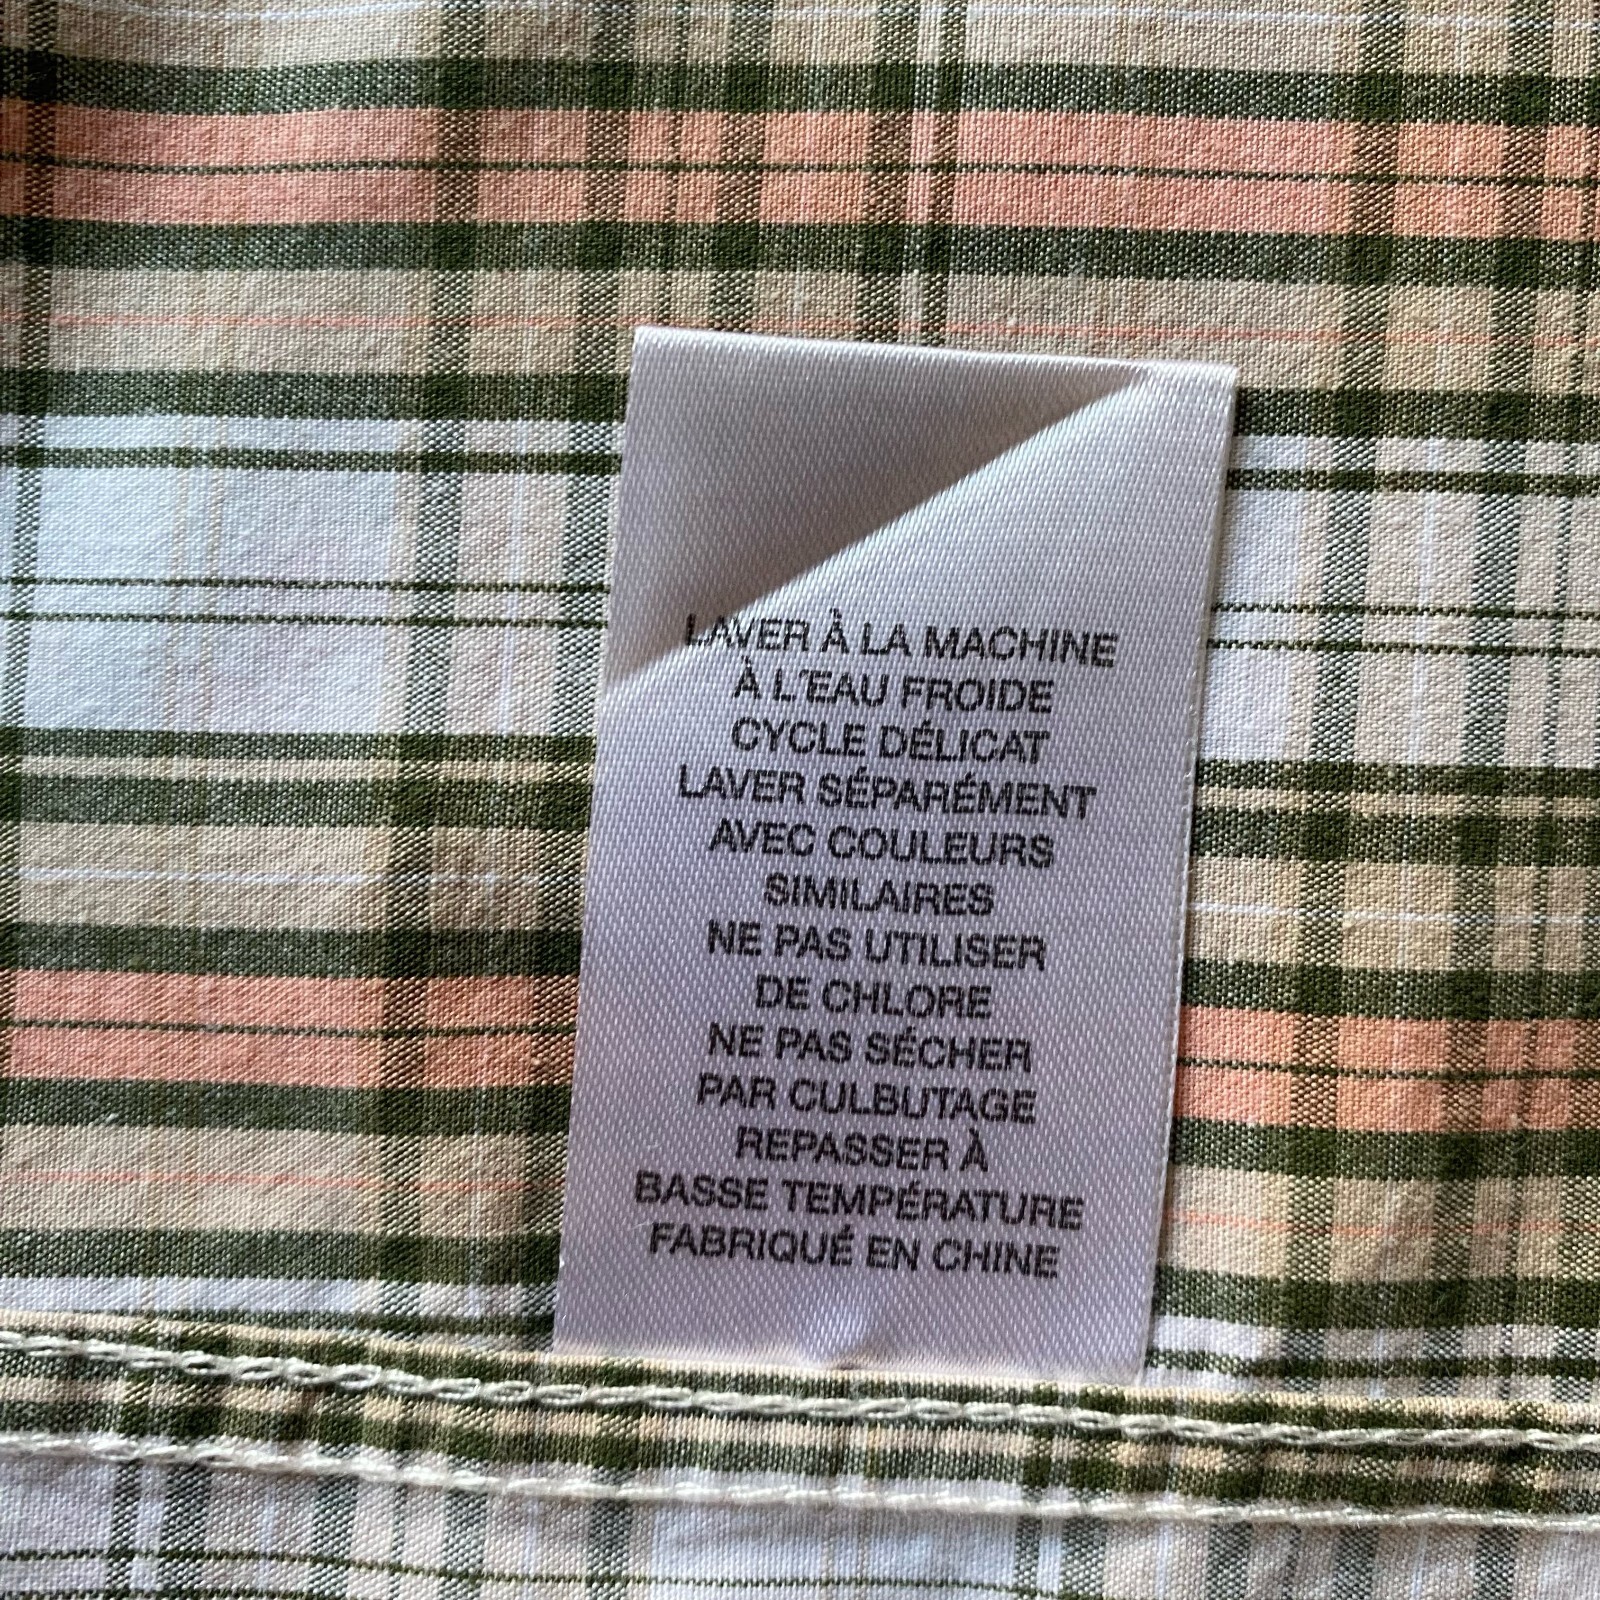 LAVER À LA MACHINE
À L'EAU FROIDE
CYCLE DÉLICAT
LAVER SÉPARÉMENT
AVEC COULEURS
SIMILAIRES
NE PAS UTILISER
DE CHLORE
NE PAS SÉCHER
PAR CULBUTAGE
REPASSER À
BASSE TEMPÉRATURE
FABRIQUÉ EN CHINE